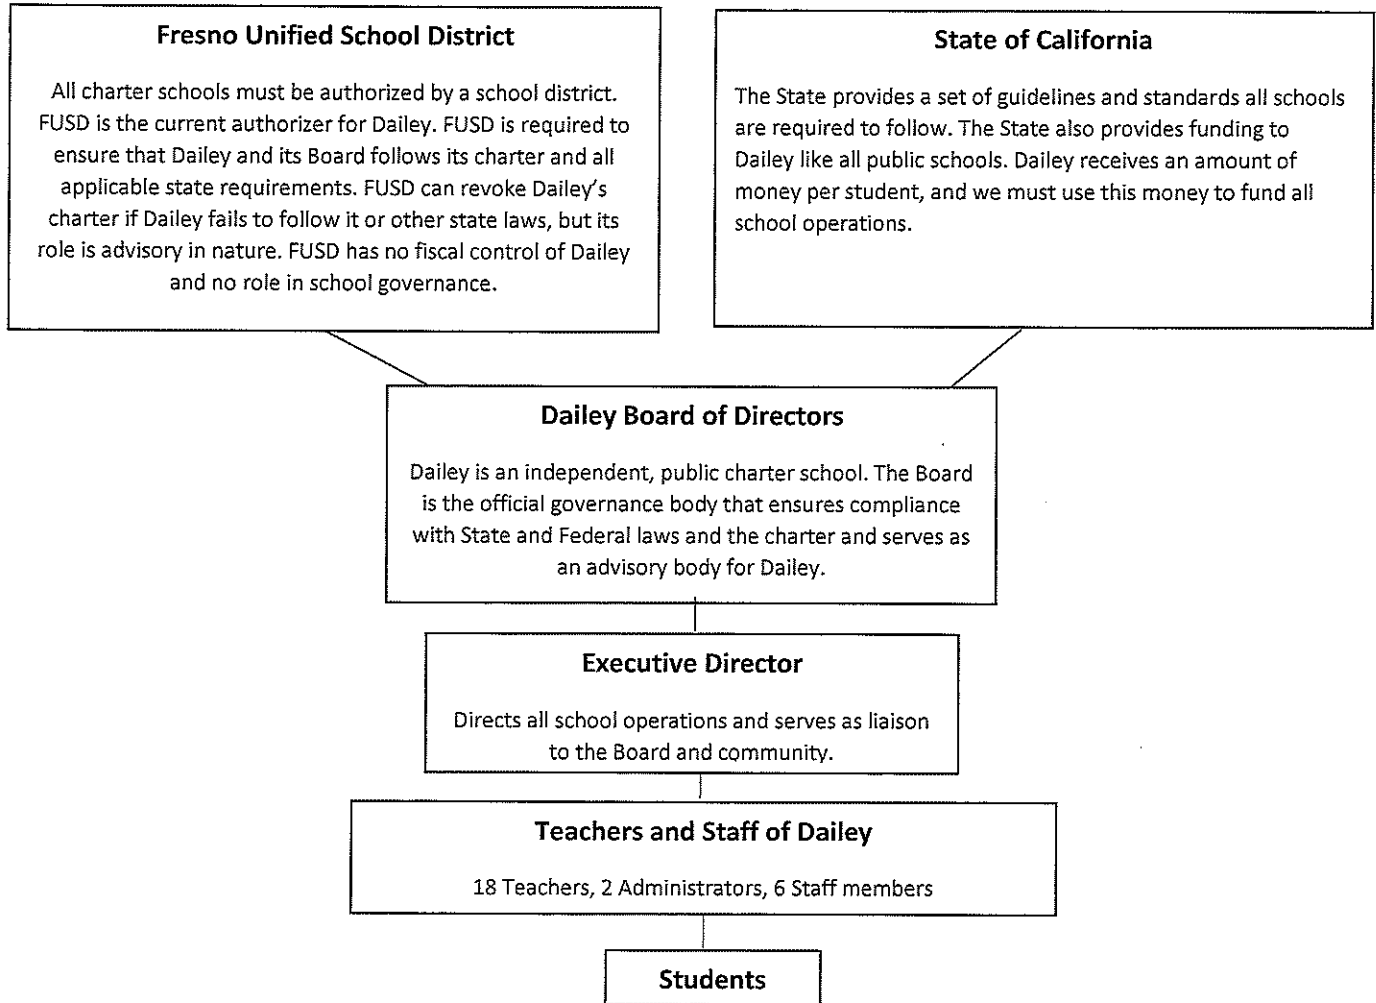 Fresno Unified School District
All charter schools must be authorized by a school district.
FUSD is the current authorizer for Dailey. FUSD is required to
ensure that Dailey and its Board follows its charter and all
applicable state requirements. FUSD can revoke Dailey's
charter if Dailey fails to follow it or other state laws, but its
role is advisory in nature. FUSD has no fiscal control of Dailey
and no role in school governance.
State of California
The State provides a set of guidelines and standards all schools
are required to follow. The State also provides funding to
Dailey like all public schools. Dailey receives an amount of
money per student, and we must use this money to fund all
school operations.
Dailey Board of Directors
Dailey is an independent, public charter school. The Board
is the official governance body that ensures compliance
with State and Federal laws and the charter and serves as
an advisory body for Dailey.
Executive Director
Directs all school operations and serves as liaison
to the Board and community.
Teachers and Staff of Dailey
18 Teachers, 2 Administrators, 6 Staff members
Students